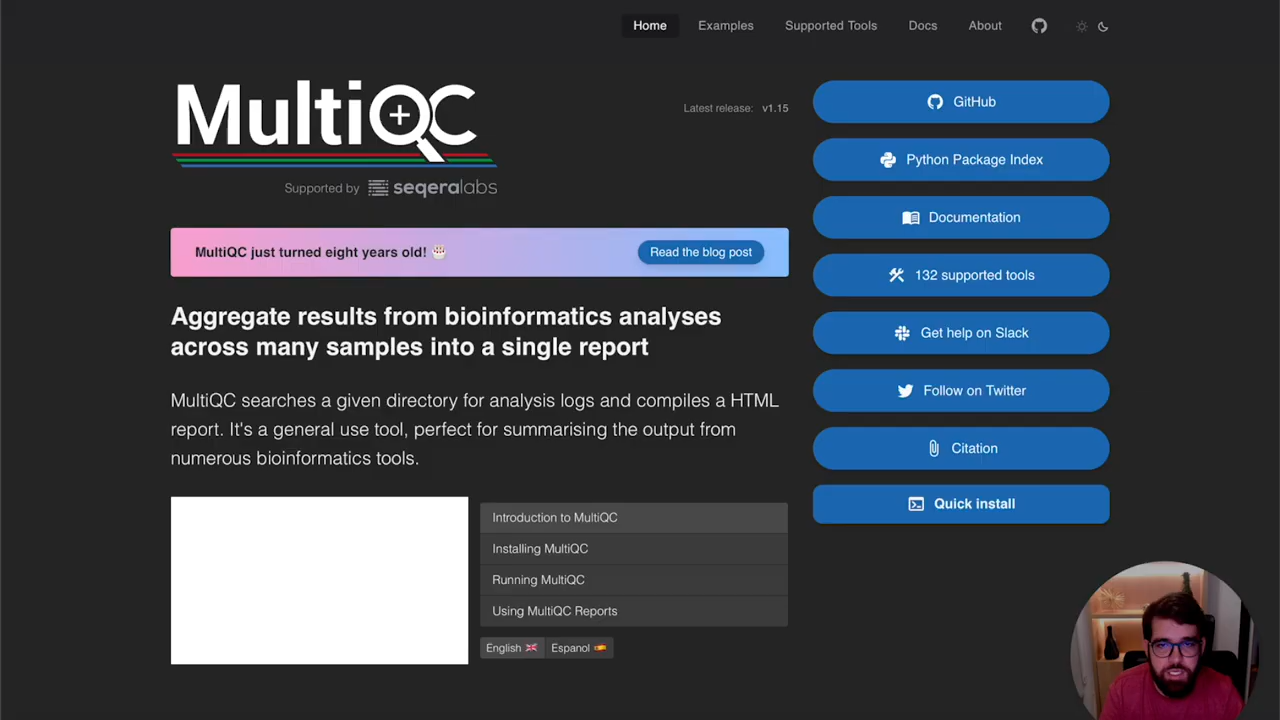 Home Examples Supported Tools Docs About
MultiQC
Latest release: v1.15
Supported by seqeralabs
MultiQC just turned eight years old!
Read the blog post
Aggregate results from bioinformatics analyses
across many samples into a single report
MultiQC searches a given directory for analysis logs and compiles a HTML
report. It's a general use tool, perfect for summarising the output from
numerous bioinformatics tools.
Introduction to MultiQC
Installing MultiQC
Running MultiQC
Using MultiQC Reports
English Espanol
GitHub
Python Package Index
Documentation
132 supported tools
Get help on Slack
Follow on Twitter
Citation
Quick install